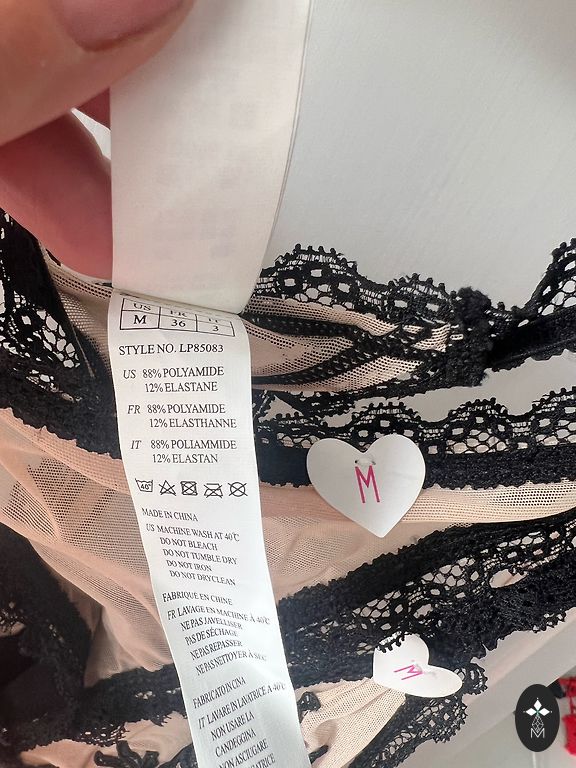 US FR IT
M 36 3
STYLE NO. LP85083
US 88% POLYAMIDE
12% ELASTANE
FR 88% POLYAMIDE
12% ELASTHANNE
IT 88% POLIAMMIDE
12% ELASTAN
40°
MADE IN CHINA
US MACHINE WASH AT 40℃
DO NOT BLEACH
DO NOT TUMBLE DRY
DO NOT IRON
DO NOT DRYCLEAN
FABRIQUE EN CHINE
FR LAVAGE EN MACHINE À 40℃
NE PAS JAVELLISER
PAS DE SÉCHAGE
NE PAS REPASSER
NE PAS NETTOYER À SEC
FABRICATO IN CINA
IT LAVARE IN LAVATRICE A 40℃
NON USARE LA
CANDEGGINA
NON ASCIUGARE
M
M